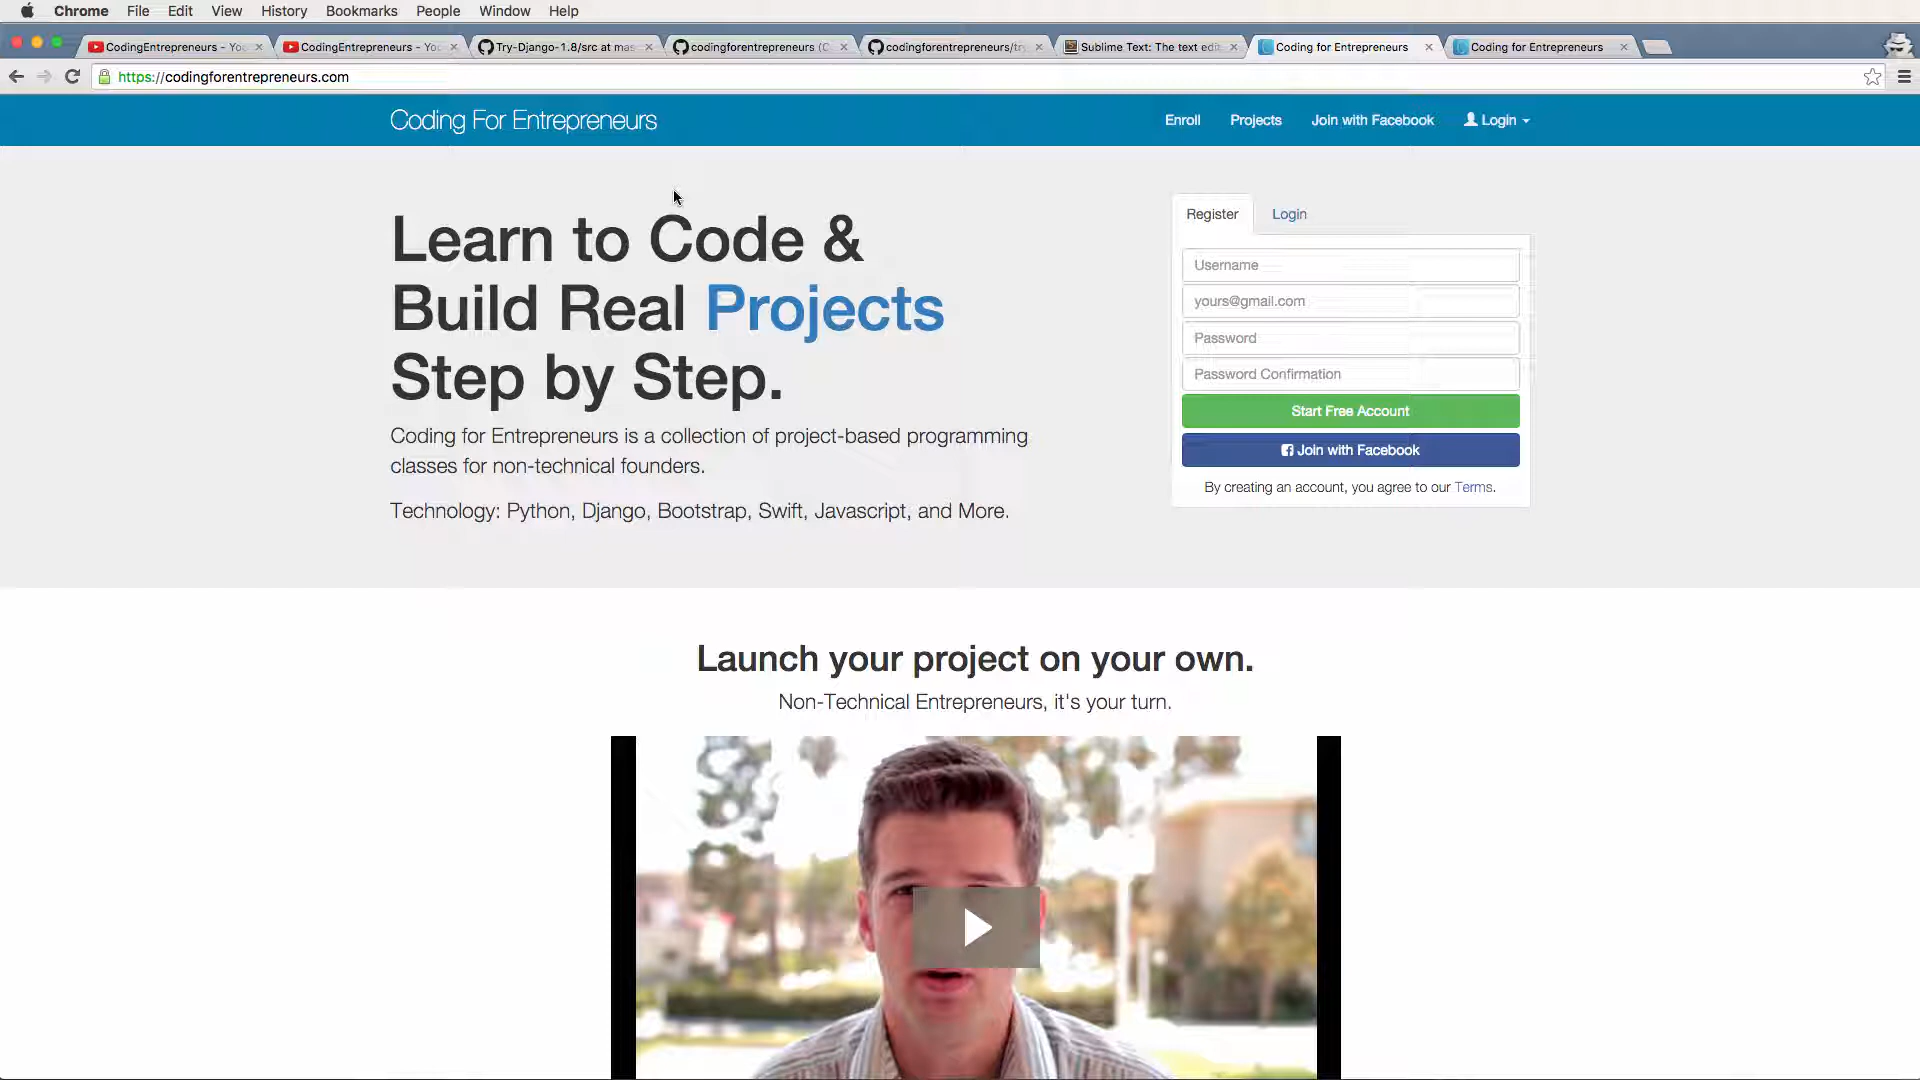 Chrome File Edit View History Bookmarks People Window Help
CodingEntrepreneurs - Yo
CodingEntrepreneurs - Yo
Try-Django-1.8/src at mas
codingforentrepreneurs (C
codingforentrepreneurs/tr
Sublime Text: The text edi
Coding for Entrepreneurs
Coding for Entrepreneurs
https://codingforentrepreneurs.com
Coding For Entrepreneurs
Enroll Projects Join with Facebook Login
Learn to Code &
Build Real Projects
Step by Step.
Coding for Entrepreneurs is a collection of project-based programming
classes for non-technical founders.
Technology: Python, Django, Bootstrap, Swift, Javascript, and More.
Register Login
Username
yours@gmail.com
Password
Password Confirmation
Start Free Account
Join with Facebook
By creating an account, you agree to our Terms.
Launch your project on your own.
Non-Technical Entrepreneurs, it's your turn.